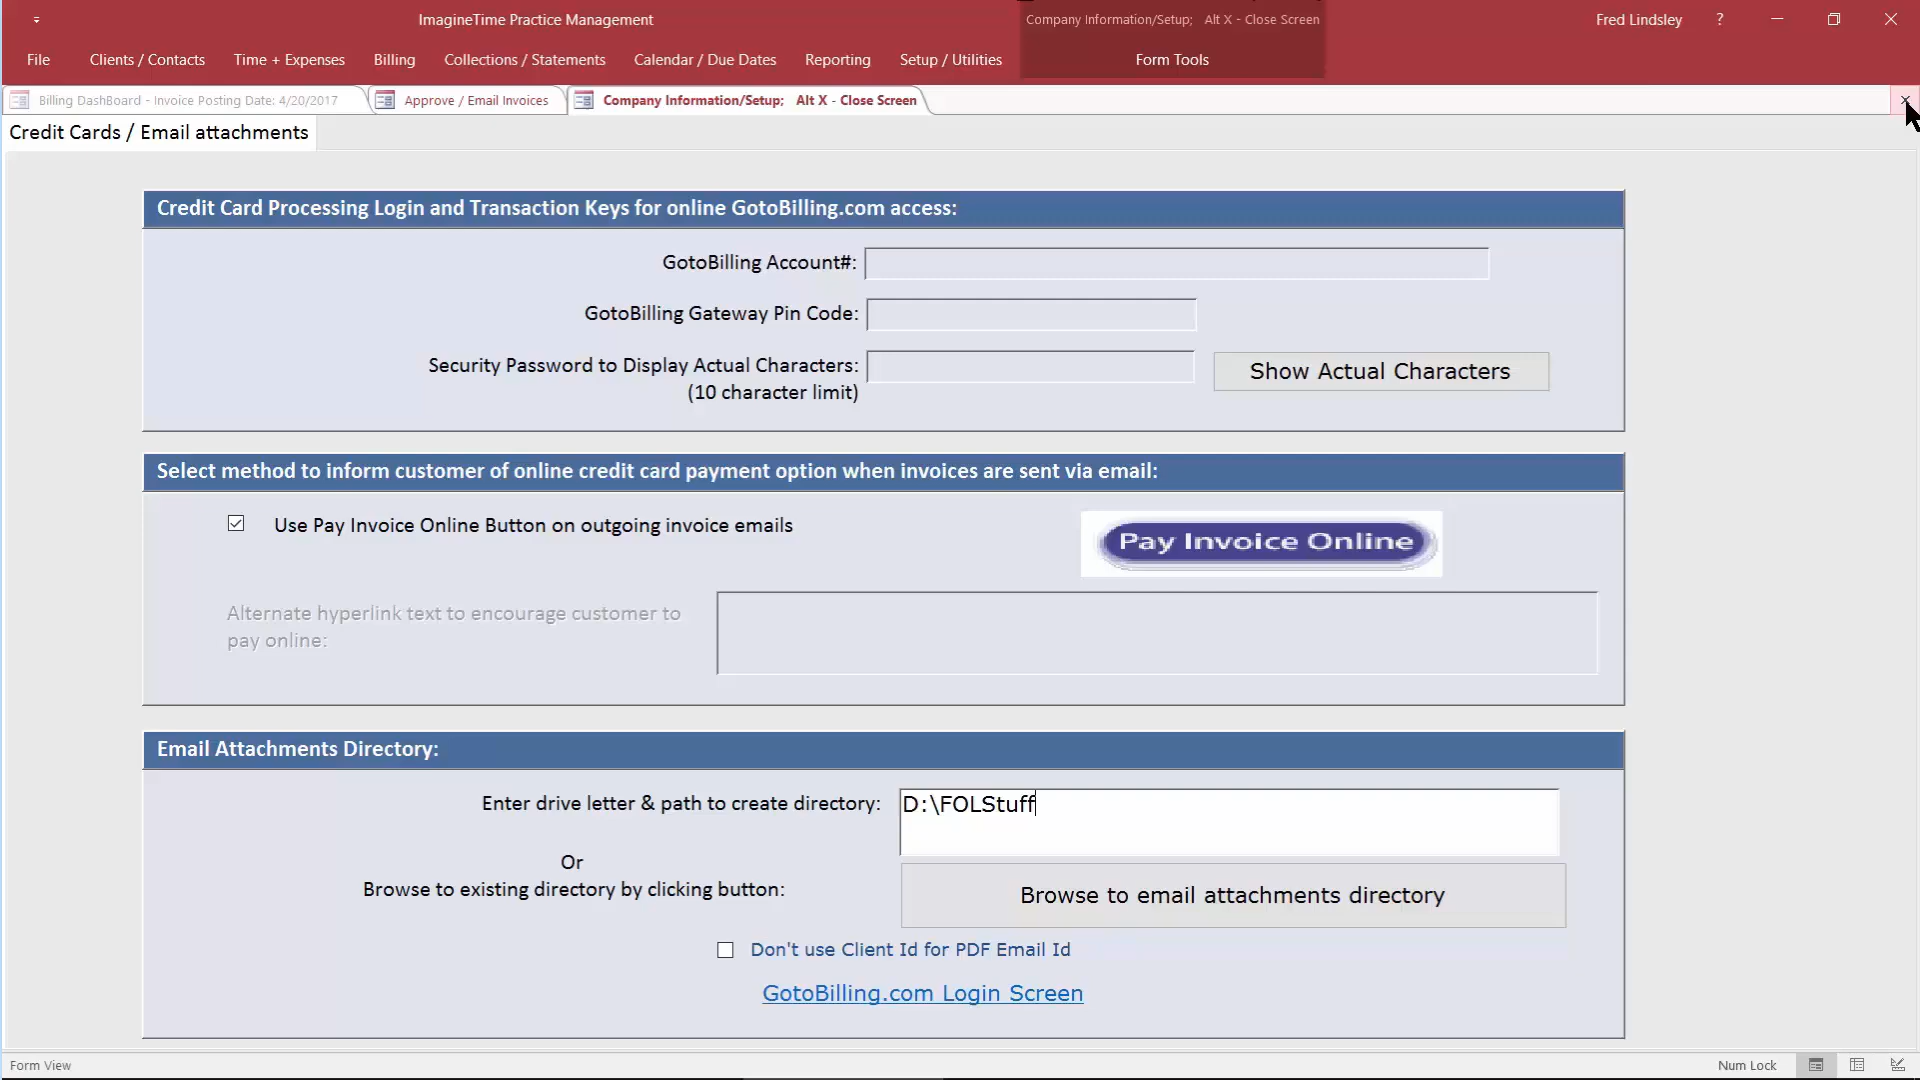 ImagineTime Practice Management
Company Information/Setup; Alt X - Close Screen
Fred Lindsley ?
File Clients / Contacts Time + Expenses Billing Collections / Statements Calendar / Due Dates Reporting Setup / Utilities Form Tools
Billing DashBoard - Invoice Posting Date: 4/20/2017 Approve / Email Invoices Company Information/Setup; Alt X - Close Screen
Credit Cards / Email attachments
Credit Card Processing Login and Transaction Keys for online GotoBilling.com access:
GotoBilling Account#:
GotoBilling Gateway Pin Code:
Security Password to Display Actual Characters:
(10 character limit)
Show Actual Characters
Select method to inform customer of online credit card payment option when invoices are sent via email:
Use Pay Invoice Online Button on outgoing invoice emails
Pay Invoice Online
Alternate hyperlink text to encourage customer to
pay online:
Email Attachments Directory:
Enter drive letter & path to create directory:
D:\FOLStuff
Or
Browse to existing directory by clicking button:
Browse to email attachments directory
Don't use Client Id for PDF Email Id
GotoBilling.com Login Screen
Form View
Num Lock